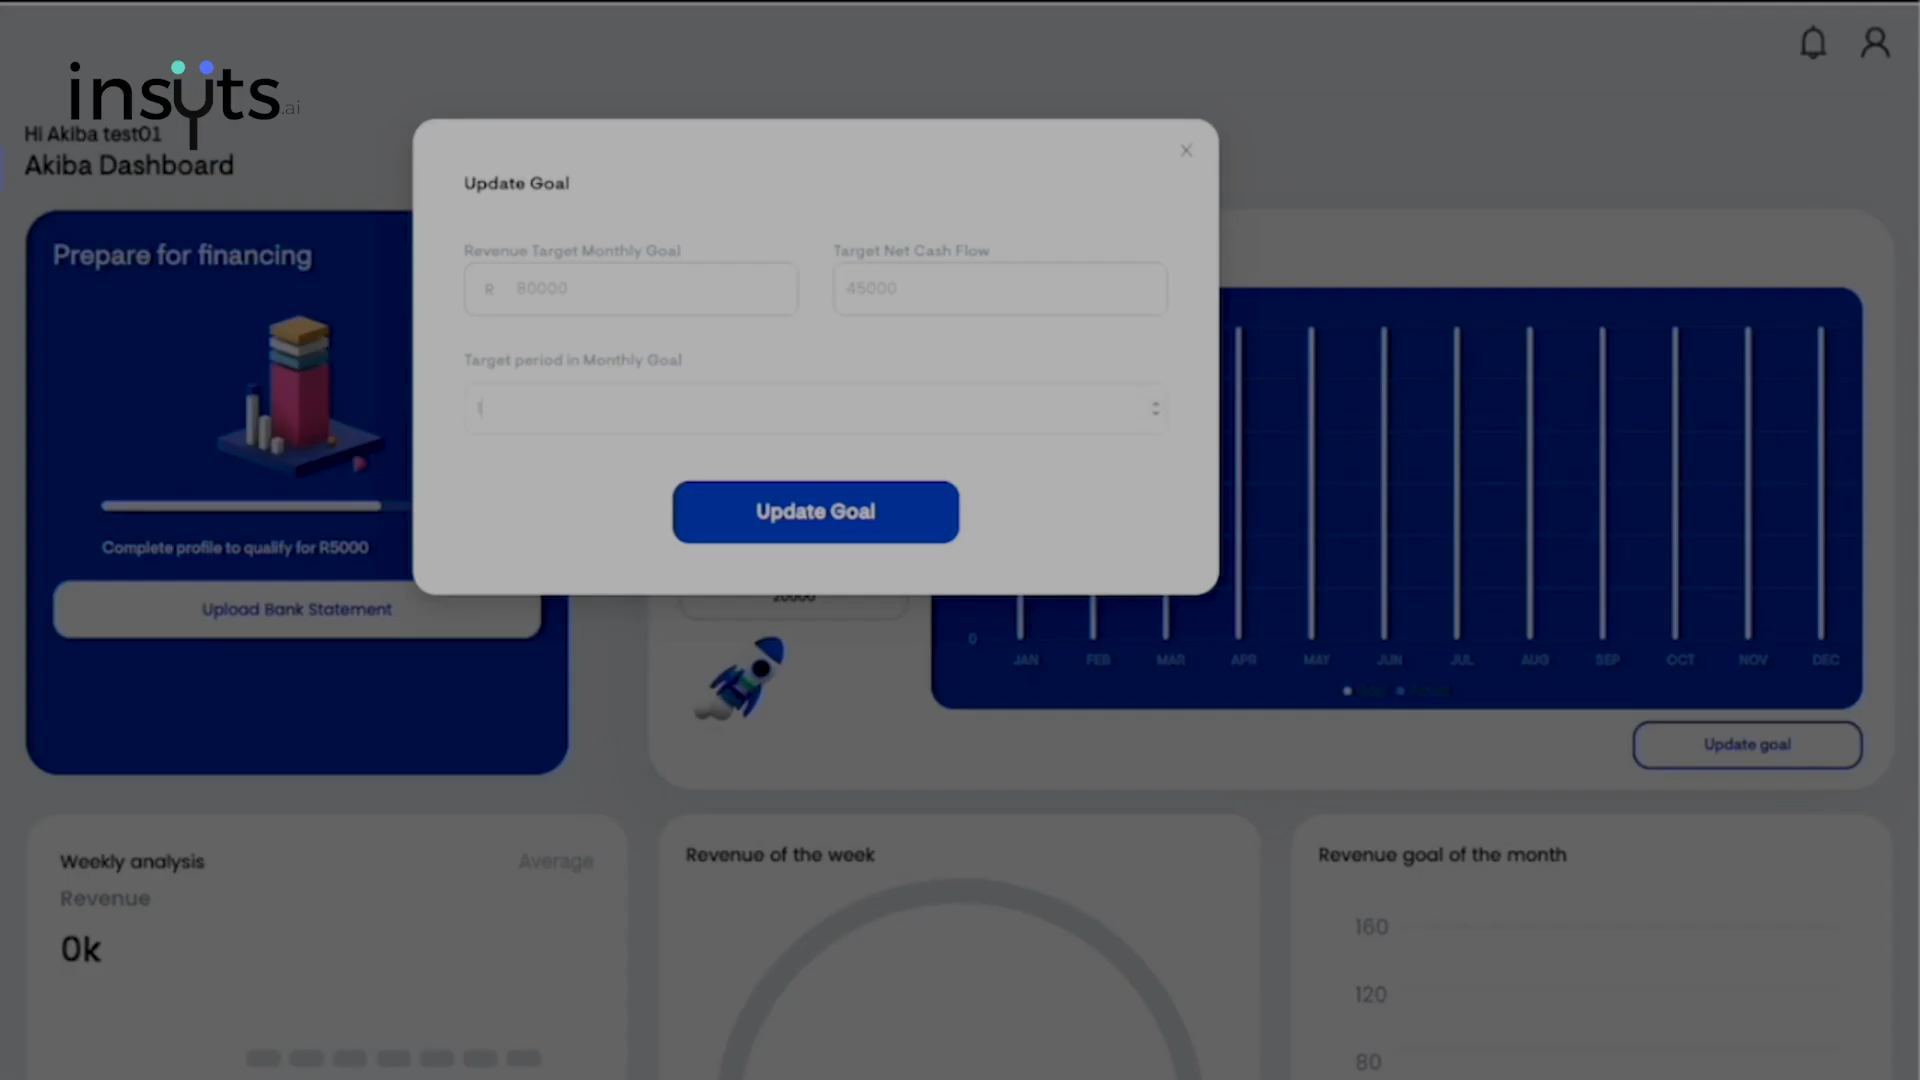 insyts.ai
Hi Akiba test01
Akiba Dashboard
Prepare for financing
Complete profile to qualify for R5000
Upload Bank Statement
Update Goal
Revenue Target Monthly Goal
Target Net Cash Flow
R 80000
45000
Target period in Monthly Goal
Update Goal
20000
0
JAN FEB MAR APR MAY JUN JUL AUG SEP OCT NOV DEC
Update goal
Weekly analysis
Average
Revenue
0k
Revenue of the week
Revenue goal of the month
160
120
80